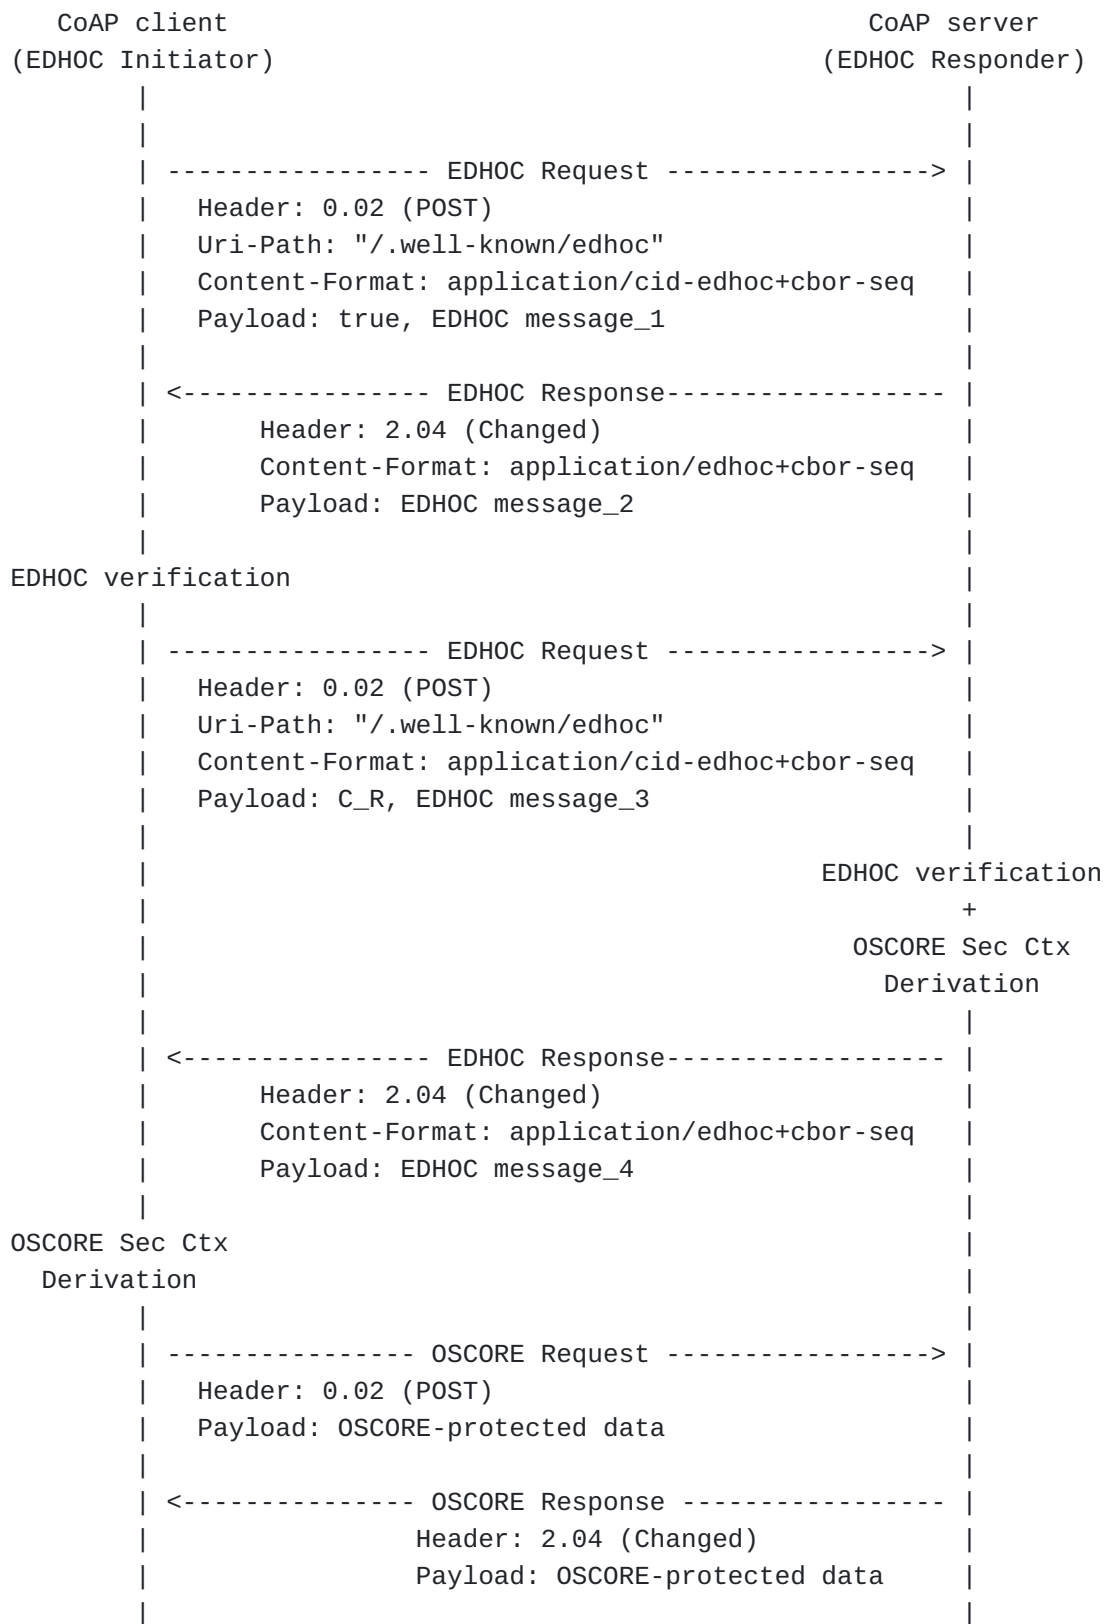 CoAP client                                         CoAP server
(EDHOC Initiator)                                   (EDHOC Responder)
        |                                                    |
        |                                                    |
        | ----------------- EDHOC Request -----------------> |
        |   Header: 0.02 (POST)                              |
        |   Uri-Path: "/.well-known/edhoc"                   |
        |   Content-Format: application/cid-edhoc+cbor-seq   |
        |   Payload: true, EDHOC message_1                   |
        |                                                    |
        | <---------------- EDHOC Response------------------ |
        |       Header: 2.04 (Changed)                       |
        |       Content-Format: application/edhoc+cbor-seq   |
        |       Payload: EDHOC message_2                     |
        |                                                    |
EDHOC verification                                           |
        |                                                    |
        | ----------------- EDHOC Request -----------------> |
        |   Header: 0.02 (POST)                              |
        |   Uri-Path: "/.well-known/edhoc"                   |
        |   Content-Format: application/cid-edhoc+cbor-seq   |
        |   Payload: C_R, EDHOC message_3                    |
        |                                                    |
        |                                           EDHOC verification
        |                                                    +
        |                                             OSCORE Sec Ctx
        |                                               Derivation
        |                                                    |
        | <---------------- EDHOC Response------------------ |
        |       Header: 2.04 (Changed)                       |
        |       Content-Format: application/edhoc+cbor-seq   |
        |       Payload: EDHOC message_4                     |
        |                                                    |
OSCORE Sec Ctx                                               |
  Derivation                                                 |
        |                                                    |
        | ---------------- OSCORE Request -----------------> |
        |   Header: 0.02 (POST)                              |
        |   Payload: OSCORE-protected data                   |
        |                                                    |
        | <--------------- OSCORE Response ----------------- |
        |                 Header: 2.04 (Changed)             |
        |                 Payload: OSCORE-protected data     |
        |                                                    |